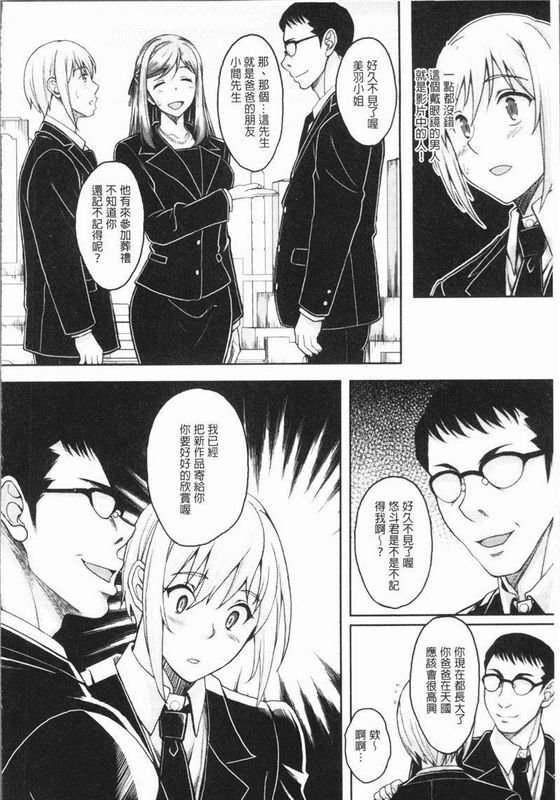 一點都沒錯
這個戴眼鏡的男人
就是影片中的人！
好久不見了喔
美羽小姐
那、那個…這先生
就是爸爸的朋友
小間先生
他有來參加葬禮
不知道你
還記不記得呢？
好久不見了喔
悠斗君是不是不記
得我啊～？
你現在都長大了
你爸爸在天國
應該會很高興
欸～
啊啊…
我已經
把新作品寄給你
你要好好的欣賞喔